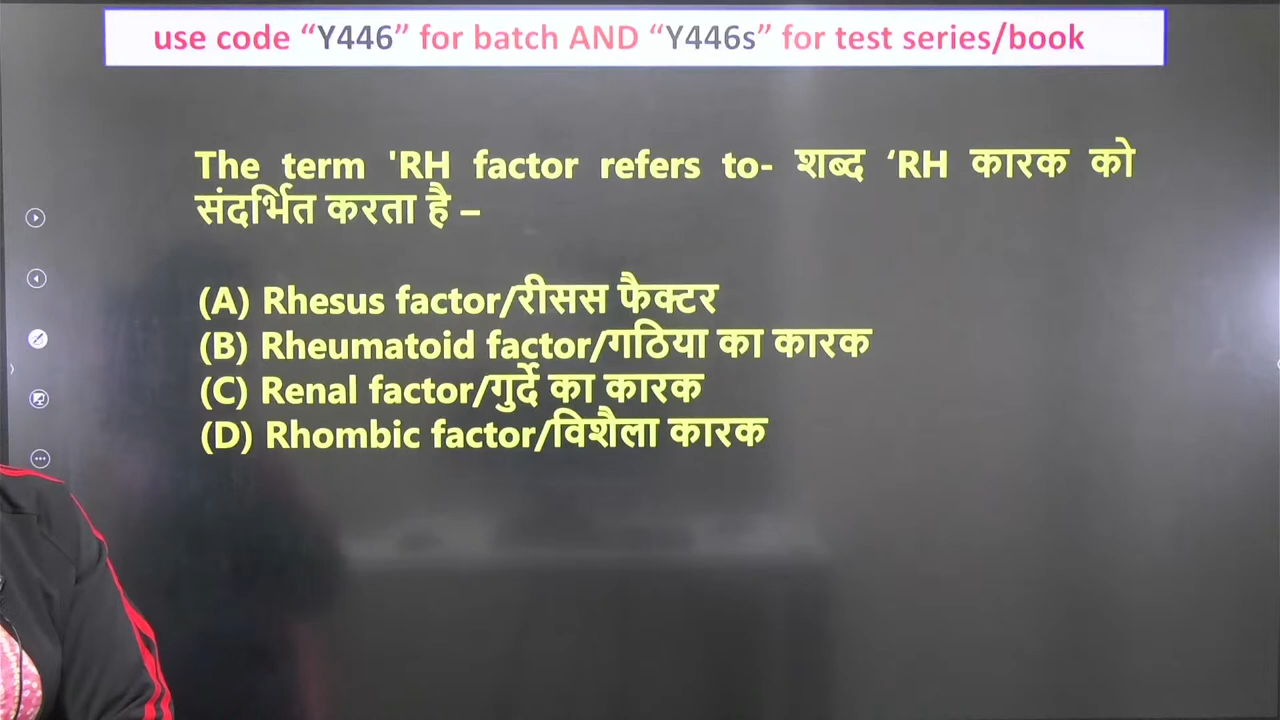 use code “Y446” for batch AND “Y446s” for test series/book
The term 'RH factor refers to- शब्द ‘RH कारक को
संदर्भित करता है –
(A) Rhesus factor/रीसस फैक्टर
(B) Rheumatoid factor/गठिया का कारक
(C) Renal factor/गुर्दे का कारक
(D) Rhombic factor/विशैला कारक